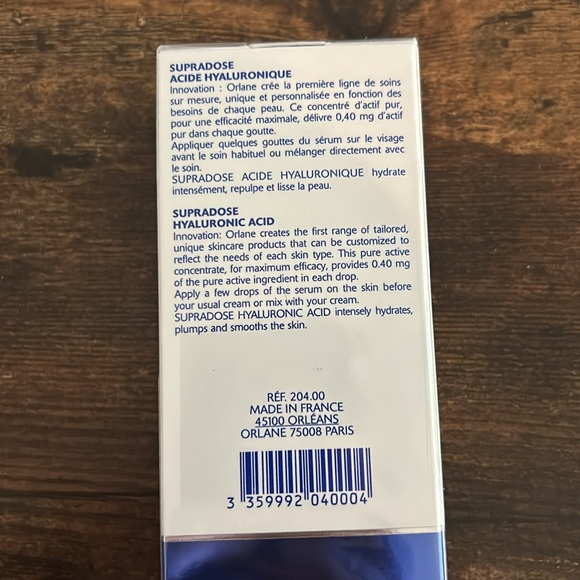 SUPRADOSE
ACIDE HYALURONIQUE
Innovation : Orlane crée la première ligne de soins
sur mesure, unique et personnalisée en fonction des
besoins de chaque peau. Ce concentré d'actif pur,
pour une efficacité maximale, délivre 0,40 mg d'actif
pur dans chaque goutte.
Appliquer quelques gouttes du sérum sur le visage
avant le soin habituel ou mélanger directement avec
le soin.
SUPRADOSE ACIDE HYALURONIQUE hydrate
intensément, repulpe et lisse la peau.
SUPRADOSE
HYALURONIC ACID
Innovation: Orlane creates the first range of tailored,
unique skincare products that can be customized to
reflect the needs of each skin type. This pure active
concentrate, for maximum efficacy, provides 0.40 mg
of the pure active ingredient in each drop.
Apply a few drops of the serum on the skin before
your usual cream or mix with your cream.
SUPRADOSE HYALURONIC ACID intensely hydrates,
plumps and smooths the skin.
RÉF. 204.00
MADE IN FRANCE
45100 ORLÉANS
ORLANE 75008 PARIS
3 359992 040004